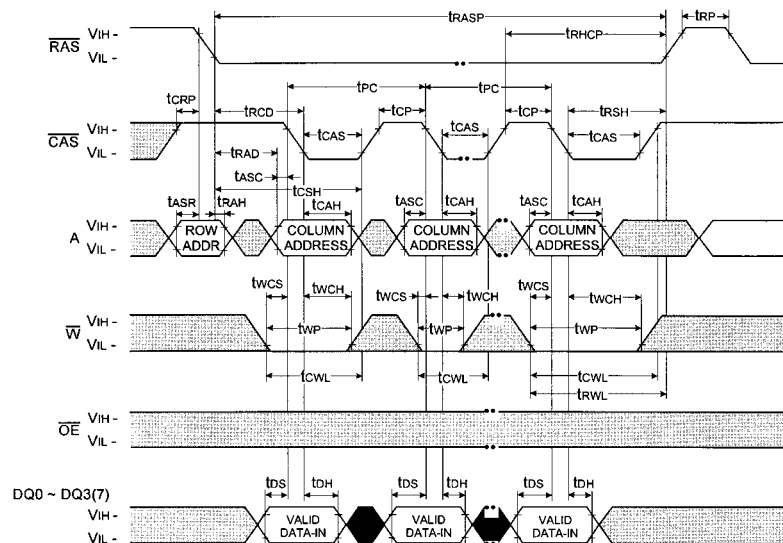 tRASP
tRP
RAS
VIH -
VIL -
tRHCP
tCRP
tPC
tPC
tRCD
tCP
tCP
tRSH
CAS
VIH -
VIL -
tCAS
tCAS
tCAS
tRAD
tASC
tCSH
tASR
tRAH
tCAH
tASC
tCAH
tASC
tCAH
A
VIH -
VIL -
ROW
ADDR.
COLUMN
ADDRESS
COLUMN
ADDRESS
COLUMN
ADDRESS
tWCS
tWCH
tWCS
tWCH
tWCS
tWCH
W
VIH -
VIL -
tWP
tWP
tWP
tCWL
tCWL
tCWL
tRWL
OE
VIH -
VIL -
tDS
tDH
tDS
tDH
tDS
tDH
DQ0 ~ DQ3(7)
VIH -
VIL -
VALID
DATA-IN
VALID
DATA-IN
VALID
DATA-IN